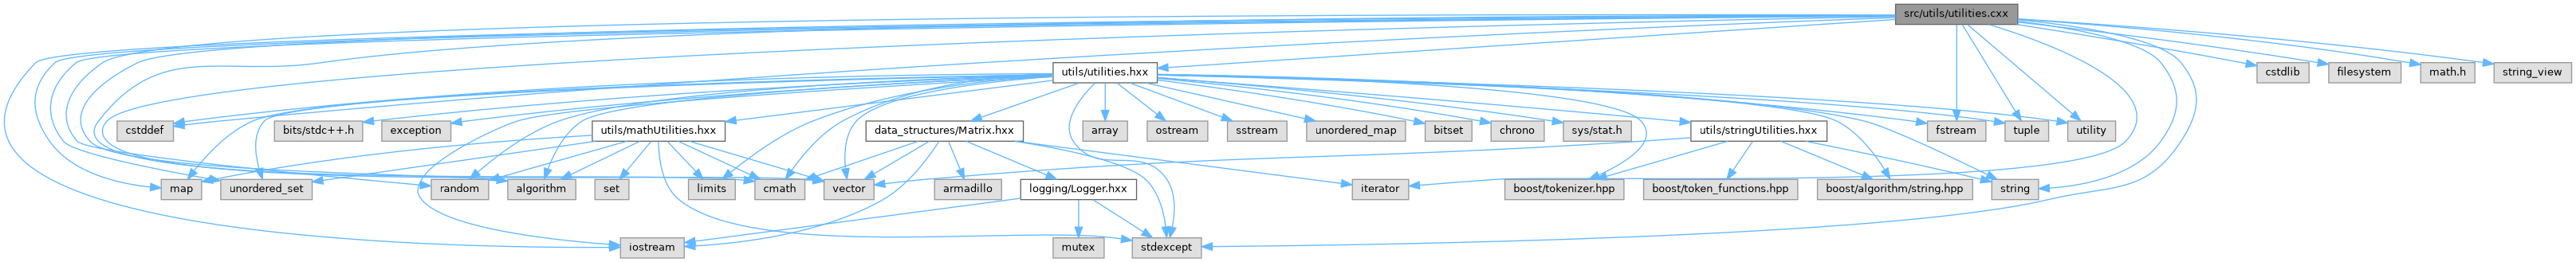 src/utils/utilities.cxx
utils/utilities.hxx
cstdlib
filesystem
math.h
string_view
cstddef
bits/stdc++.h
exception
utils/mathUtilities.hxx
data_structures/Matrix.hxx
array
ostream
sstream
unordered_map
bitset
chrono
sys/stat.h
utils/stringUtilities.hxx
fstream
tuple
utility
map
unordered_set
random
algorithm
set
limits
cmath
vector
armadillo
logging/Logger.hxx
iterator
boost/tokenizer.hpp
boost/token_functions.hpp
boost/algorithm/string.hpp
string
iostream
mutex
stdexcept